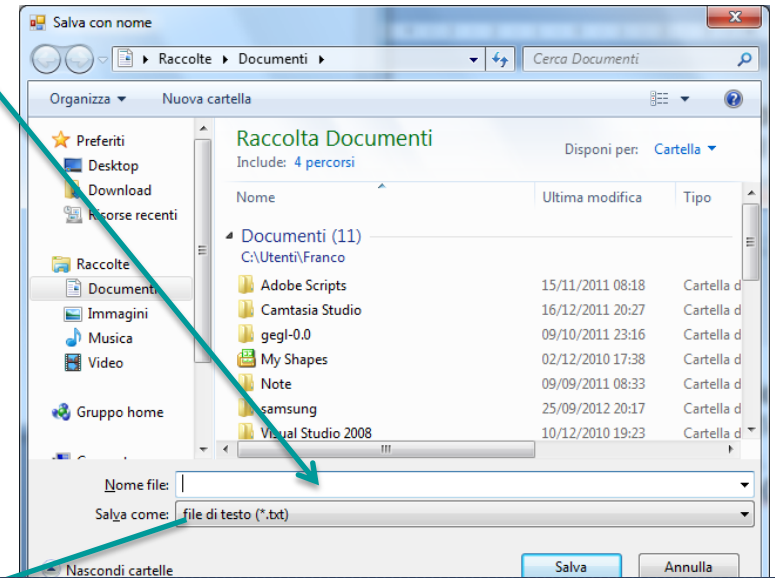 Salva con nome
Raccolte Documenti Cerca Documenti
Organizza Nuova cartella
Preferiti
Desktop
Download
Risorse recenti
Raccolte
Documenti
Immagini
Musica
Video
Gruppo home
Raccolta Documenti
Include: 4 percorsi
Disponi per: Cartella
Nome Ultima modifica Tipo
Documenti (11)
C:\Utenti\Franco
Adobe Scripts 15/11/2011 08:18 Cartella d
Camtasia Studio 16/12/2011 20:27 Cartella d
gegl-0.0 09/10/2011 23:16 Cartella d
My Shapes 02/12/2010 17:38 Cartella d
Note 09/09/2011 08:33 Cartella d
samsung 25/09/2012 20:17 Cartella d
Visual Studio 2008 10/12/2010 19:23 Cartella d
Nome file:
Salva come: file di testo (*.txt)
Nascondi cartelle Salva Annulla